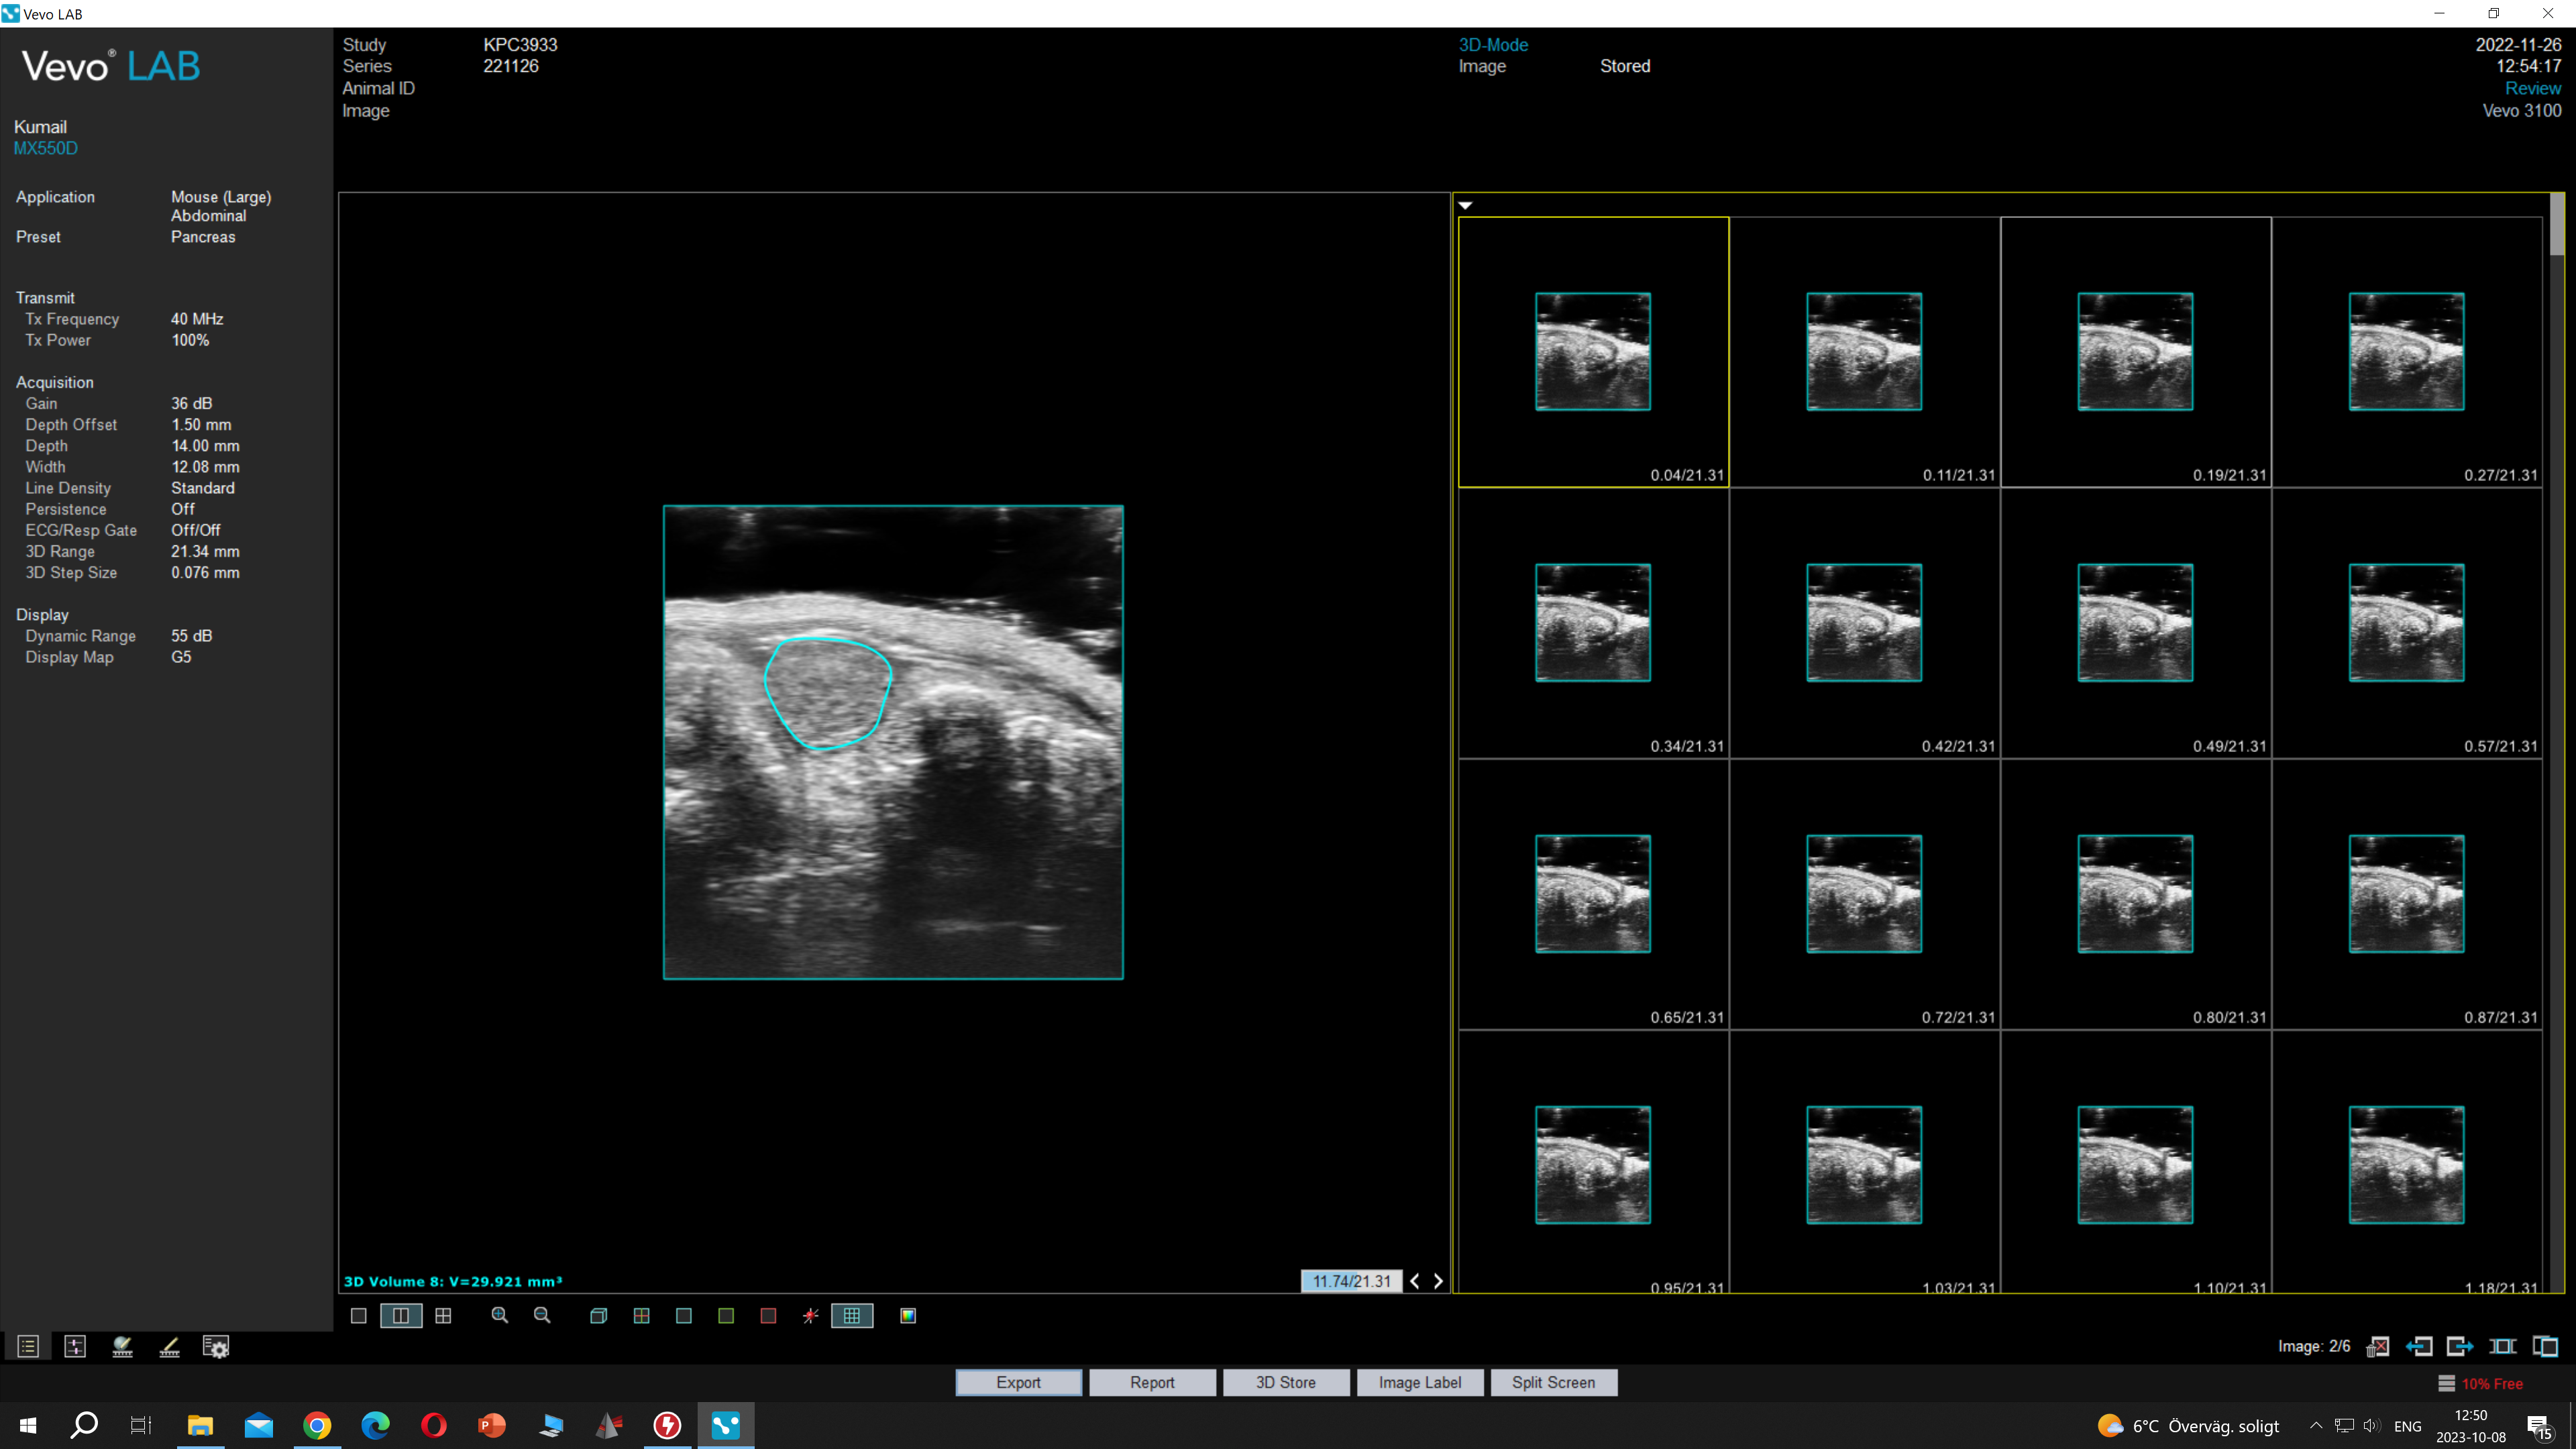 Vevo LAB
Vevo® LAB
Kumail
MX550D
Application Mouse (Large)
Abdominal
Preset Pancreas
Transmit
Tx Frequency 40 MHz
Tx Power 100%
Acquisition
Gain 36 dB
Depth Offset 1.50 mm
Depth 14.00 mm
Width 12.08 mm
Line Density Standard
Persistence Off
ECG/Resp Gate Off/Off
3D Range 21.34 mm
3D Step Size 0.076 mm
Display
Dynamic Range 55 dB
Display Map G5
Study KPC3933
Series 221126
Animal ID
Image
3D-Mode
Image Stored
2022-11-26
12:54:17
Review
Vevo 3100
3D Volume 8: V=29.921 mm³
11.74/21.31
0.04/21.31 0.11/21.31 0.19/21.31 0.27/21.31
0.34/21.31 0.42/21.31 0.49/21.31 0.57/21.31
0.65/21.31 0.72/21.31 0.80/21.31 0.87/21.31
0.95/21.31 1.03/21.31 1.10/21.31 1.18/21.31
Image: 2/6
Export Report 3D Store Image Label Split Screen
10% Free
6°C Överväg. soligt
ENG
12:50
2023-10-08
15